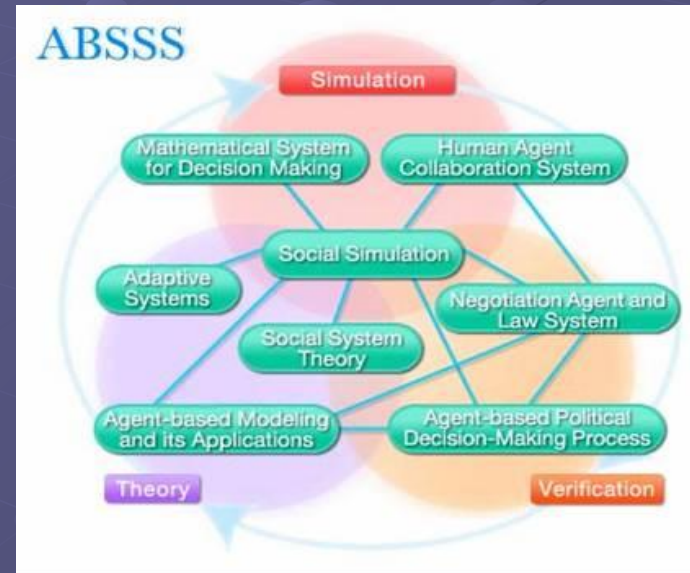 ABSSS
Simulation
Mathematical System
for Decision Making
Human Agent
Collaboration System
Social Simulation
Adaptive
Systems
Negotiation Agent and
Law System
Social System
Theory
Agent-based Modeling
and its Applications
Agent-based Political
Decision-Making Process
Theory
Verification